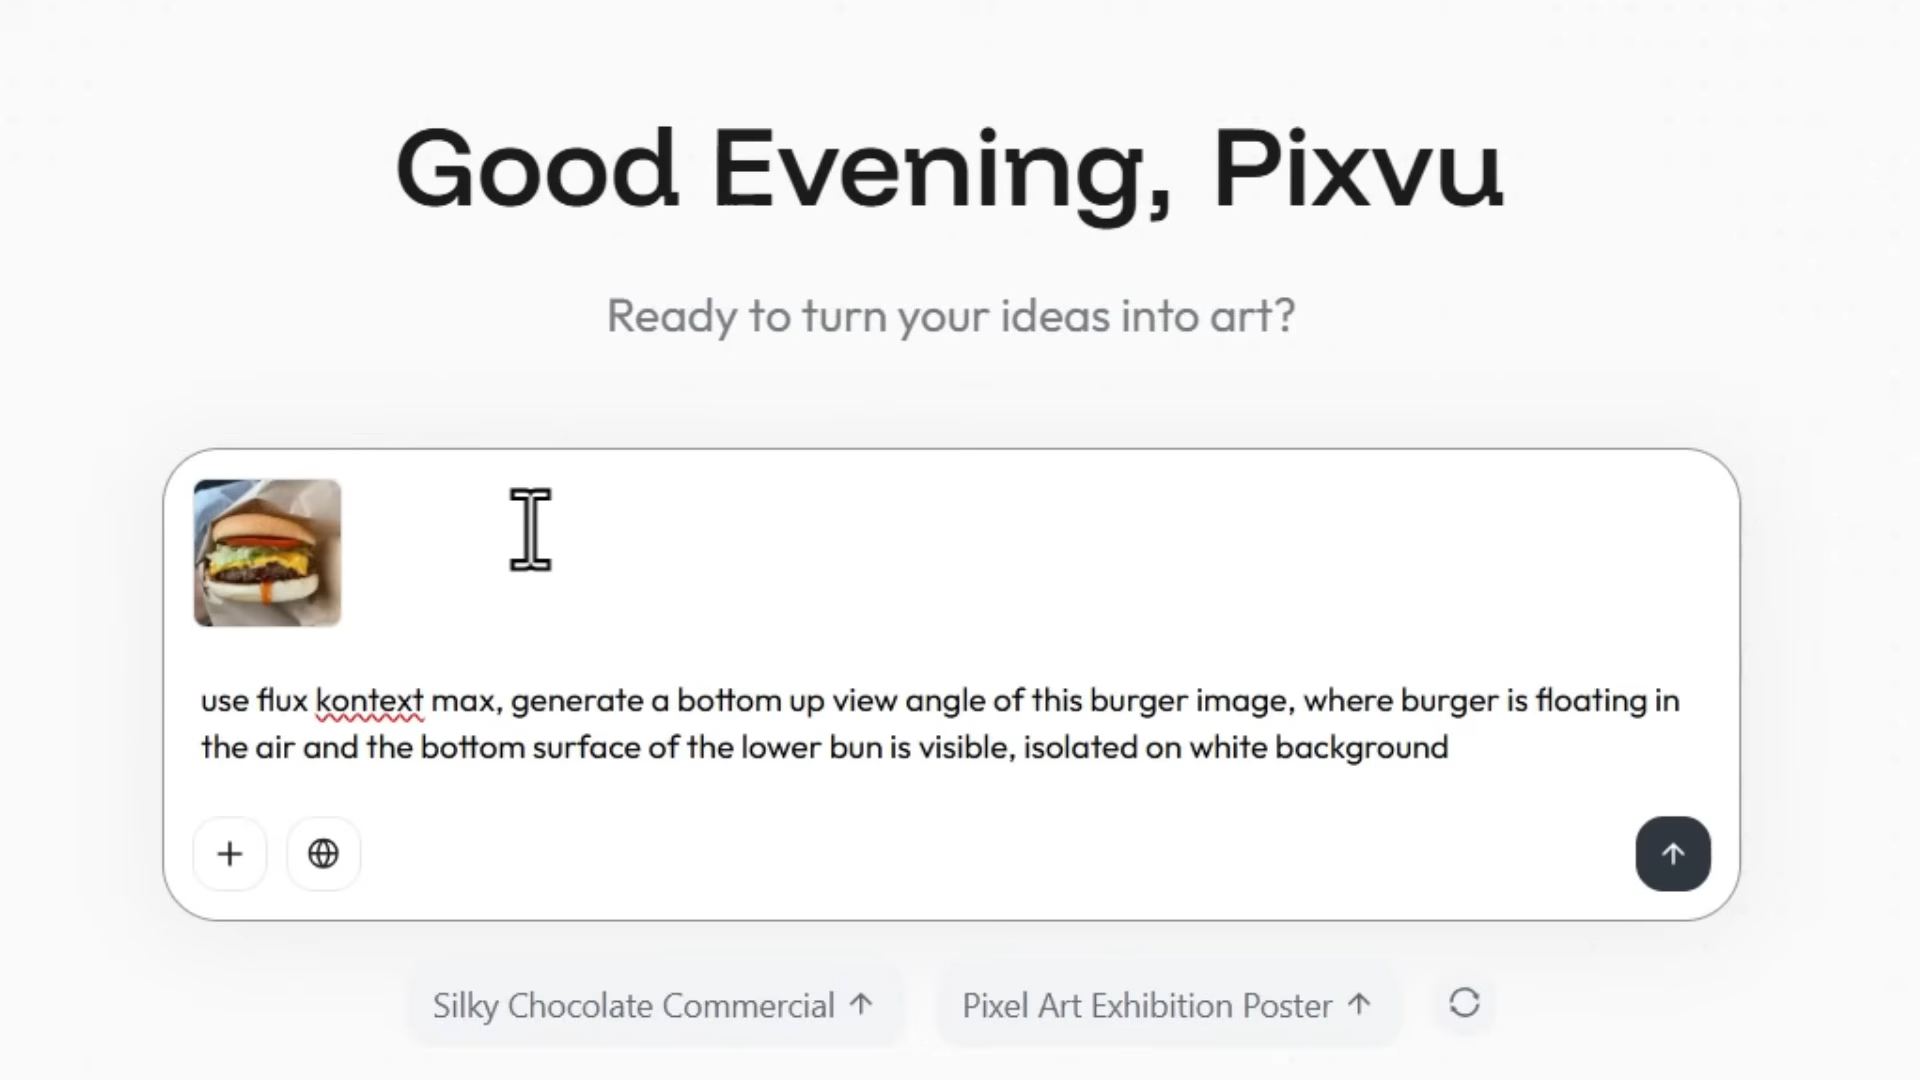 Good Evening, Pixvu
Ready to turn your ideas into art?
use flux kontext max, generate a bottom up view angle of this burger image, where burger is floating in
the air and the bottom surface of the lower bun is visible, isolated on white background
Silky Chocolate Commercial ↑
Pixel Art Exhibition Poster ↑